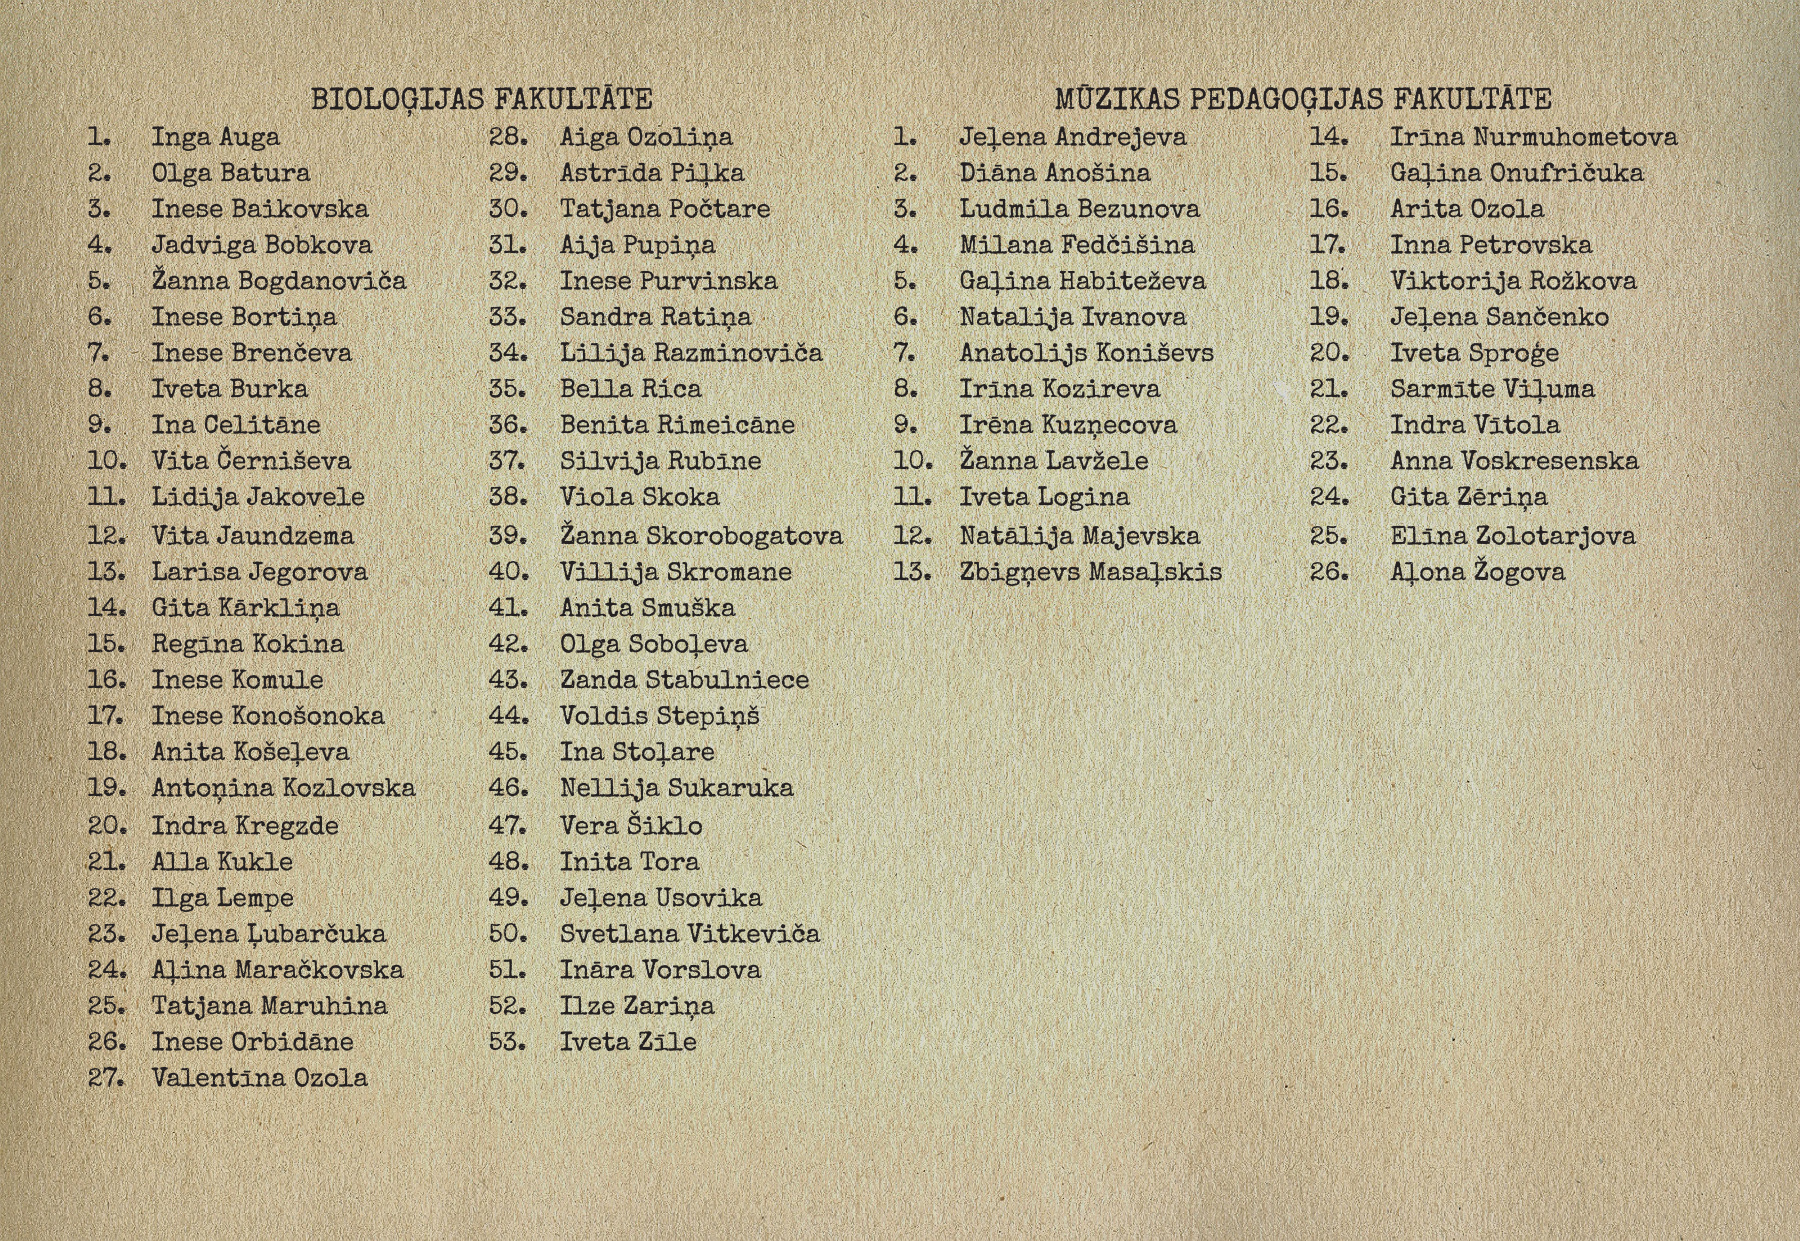 BIOLOĢIJAS FAKULTĀTE
1. Inga Auga
2. Olga Batura
3. Inese Baikovska
4. Jadviga Bobkova
5. Žanna Bogdanoviča
6. Inese Bortiņa
7. Inese Brenčeva
8. Iveta Burka
9. Ina Celitāne
10. Vita Černiševa
11. Lidija Jakovele
12. Vita Jaundzema
13. Larisa Jegorova
14. Gita Kārkliņa
15. Regīna Kokina
16. Inese Komule
17. Inese Konošonoka
18. Anita Košeļeva
19. Antoņina Kozlovska
20. Indra Kregzde
21. Alla Kukle
22. Ilga Lempe
23. Jeļena Ļubarčuka
24. Aļina Maračkovska
25. Tatjana Maruhina
26. Inese Orbidāne
27. Valentīna Ozola
28. Aiga Ozoliņa
29. Astrīda Piļka
30. Tatjana Počtare
31. Aija Pupiņa
32. Inese Purvinska
33. Sandra Ratiņa
34. Lilija Razminoviča
35. Bella Rica
36. Benita Rimeicāne
37. Silvija Rubīne
38. Viola Skoka
39. Žanna Skorobogatova
40. Villija Skromane
41. Anita Smuška
42. Olga Soboļeva
43. Zanda Stabulniece
44. Voldis Stepiņš
45. Ina Stoļare
46. Nellija Sukaruka
47. Vera Šiklo
48. Inita Tora
49. Jeļena Usovika
50. Svetlana Vitkeviča
51. Ināra Vorslova
52. Ilze Zariņa
53. Iveta Zīle
MŪZIKAS PEDAGOĢIJAS FAKULTĀTE
1. Jeļena Andrejeva
2. Diāna Anošina
3. Ludmila Bezunova
4. Milana Fedčišina
5. Gaļina Habiteževa
6. Natalija Ivanova
7. Anatolijs Koniševs
8. Irīna Kozireva
9. Irēna Kuzņecova
10. Žanna Lavžele
11. Iveta Logina
12. Natālija Majevska
13. Zbigņevs Masaļskis
14. Irīna Nurmuhometova
15. Gaļina Onufričuka
16. Arita Ozola
17. Inna Petrovska
18. Viktorija Rožkova
19. Jeļena Sančenko
20. Iveta Sproģe
21. Sarmīte Viļuma
22. Indra Vītola
23. Anna Voskresenska
24. Gita Zēriņa
25. Elīna Zolotarjova
26. Aļona Žogova